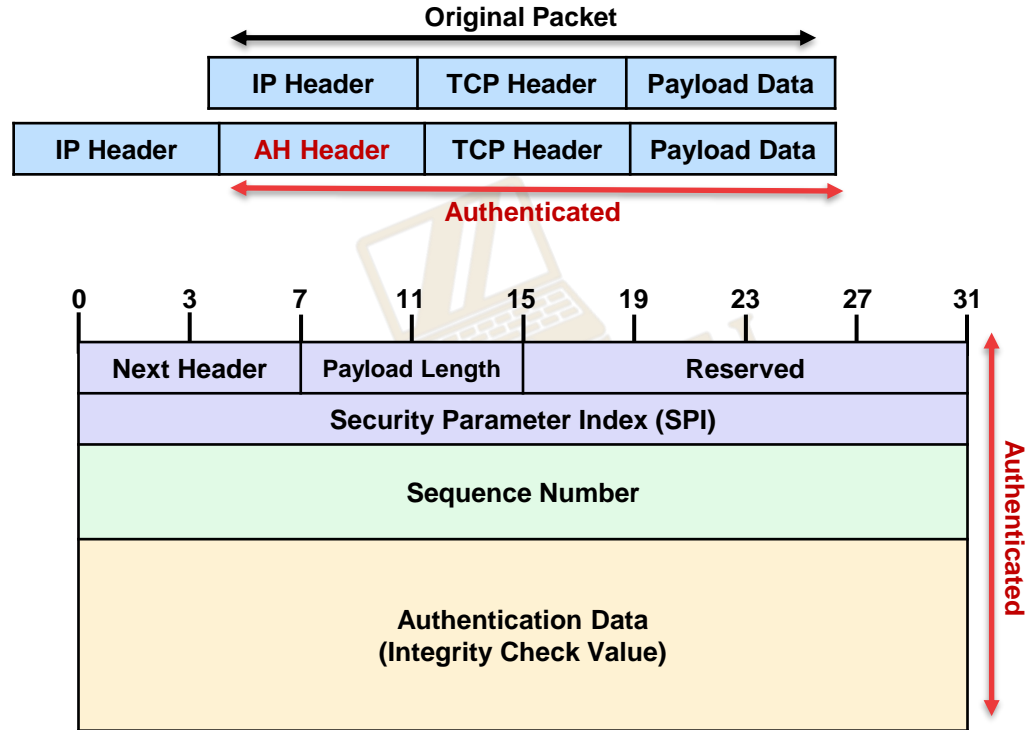 Original Packet
IP Header TCP Header Payload Data
IP Header AH Header TCP Header Payload Data
Authenticated
0 3 7 11 15 19 23 27 31
Next Header Payload Length Reserved
Security Parameter Index (SPI)
Sequence Number
Authentication Data
(Integrity Check Value)
Authenticated